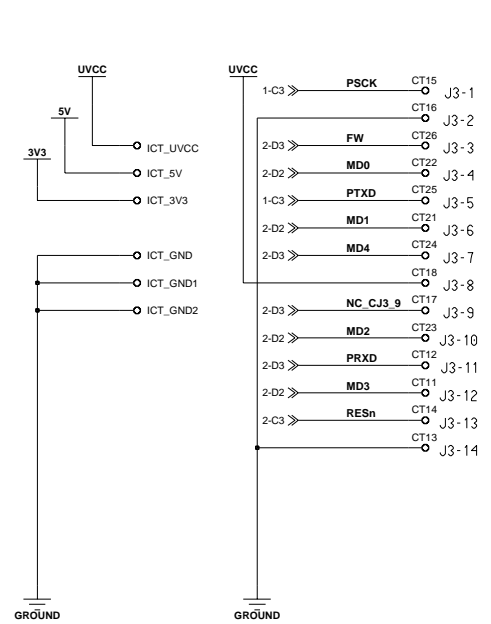 UVCC
5V
3V3
ICT_UVCC
ICT_5V
ICT_3V3
ICT_GND
ICT_GND1
ICT_GND2
GROUND
UVCC
1-C3 PSCK CT15 J3-1
CT16 J3-2
2-D3 FW CT26 J3-3
2-D2 MD0 CT22 J3-4
1-C3 PTXD CT25 J3-5
2-D2 MD1 CT21 J3-6
2-D3 MD4 CT24 J3-7
CT18 J3-8
2-D3 NC_CJ3_9 CT17 J3-9
2-D2 MD2 CT23 J3-10
2-D3 PRXD CT12 J3-11
2-D2 MD3 CT11 J3-12
2-C3 RESn CT14 J3-13
CT13 J3-14
GROUND